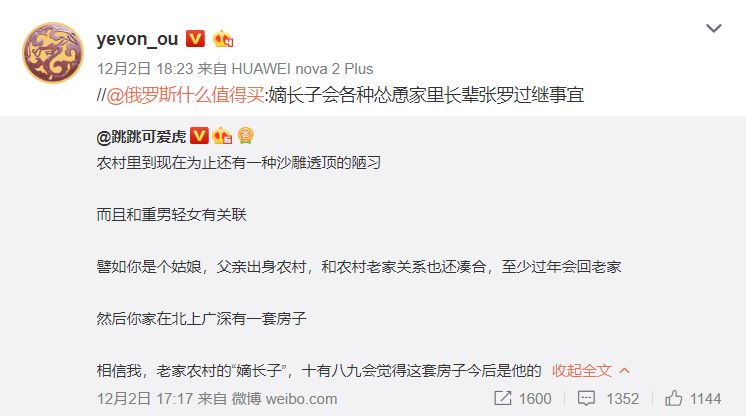 yevon_ou
12月2日 18:23 来自 HUAWEI nova 2 Plus
//@俄罗斯什么值得买:嫡长子会各种怂恿家里长辈张罗过继事宜
@跳跳可爱虎
农村里到现在为止还有一种沙雕透顶的陋习
而且和重男轻女有关联
譬如你是个姑娘，父亲出身农村，和农村老家关系也还凑合，至少过年会回老家
然后你家在北上广深有一套房子
相信我，老家农村的“嫡长子”，十有八九会觉得这套房子今后是他的 收起全文
12月2日 17:17 来自 微博 weibo.com 1600 1352 1144